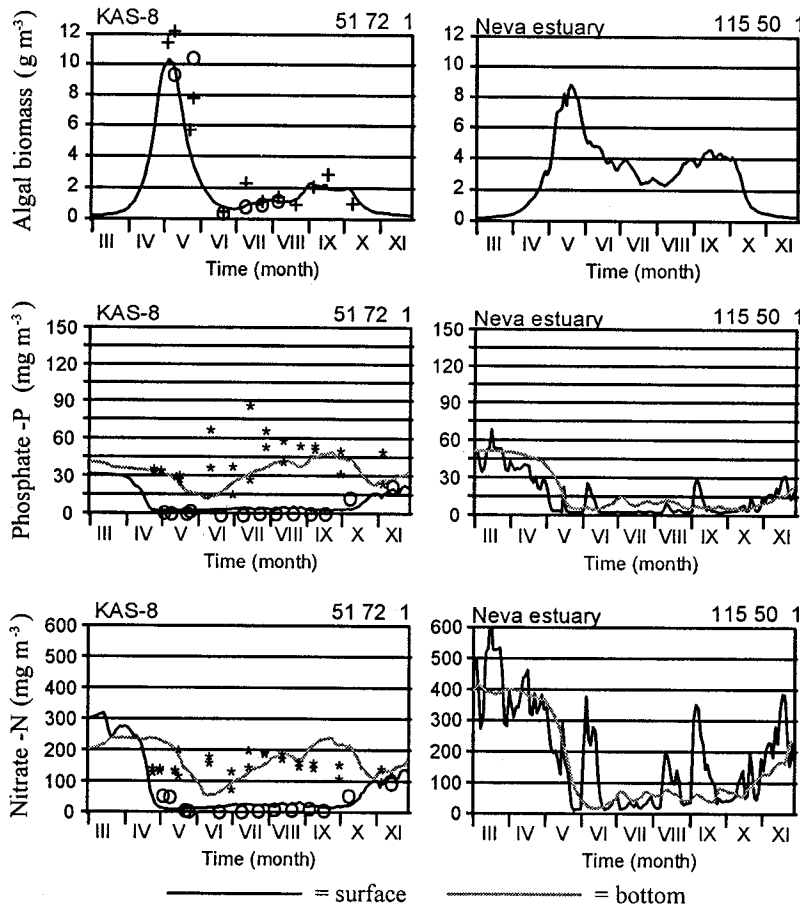 KAS-8 51 72 1
Algal biomass (g m-3)
12
10
8
6
4
2
0
III IV V VI VII VIII IX X XI
Time (month)
Neva estuary 115 50 1
12
10
8
6
4
2
0
III IV V VI VII VIII IX X XI
Time (month)
KAS-8 51 72 1
Phosphate -P (mg m-3)
150
120
90
60
30
0
III IV V VI VII VIII IX X XI
Time (month)
Neva estuary 115 50 1
150
120
90
60
30
0
III IV V VI VII VIII IX X XI
Time (month)
KAS-8 51 72 1
Nitrate -N (mg m-3)
600
500
400
300
200
100
0
III IV V VI VII VIII IX X XI
Time (month)
Neva estuary 115 50 1
600
500
400
300
200
100
0
III IV V VI VII VIII IX X XI
Time (month)
= surface = bottom